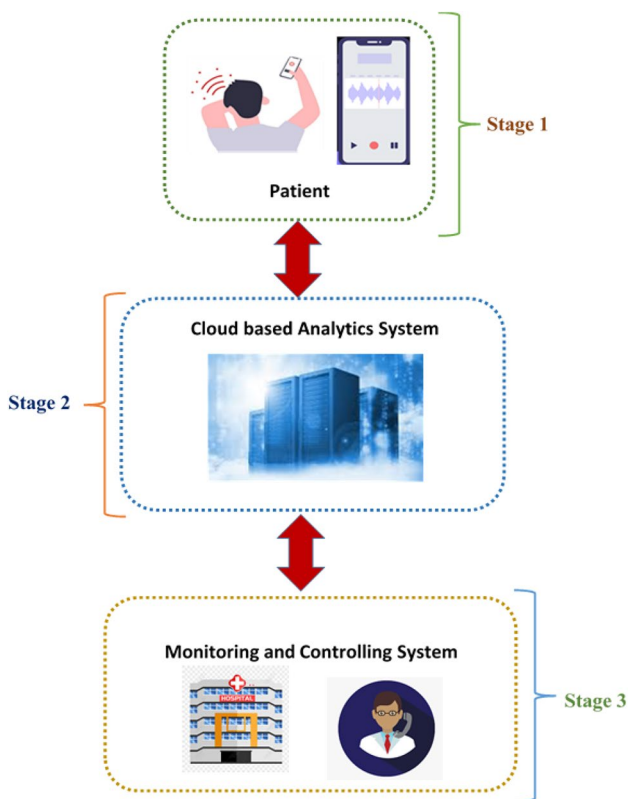 Stage 1
Patient
Cloud based Analytics System
Stage 2
Monitoring and Controlling System
HOSPITAL
Stage 3